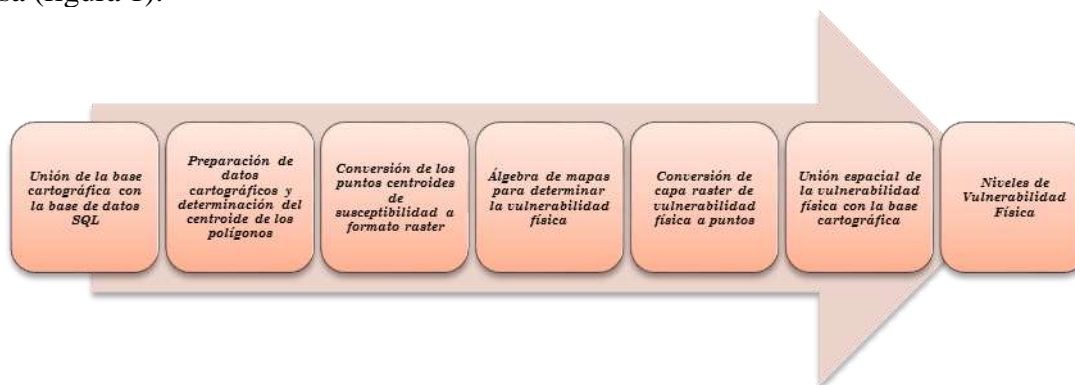 (figura 1).
Unión de la base
cartográfica con
la base de datos
SQL
Preparación de
datos
cartográficos y
determinación del
centroide de los
polígonos
Conversión de los
puntos centroides
de
susceptibilidad a
formato raster
Álgebra de mapas
para determinar
la vulnerabilidad
física
Conversión de
capa raster de
vulnerabilidad
física a puntos
Unión espacial de
la vulnerabilidad
física con la base
cartográfica
Niveles de
Vulnerabilidad
Física